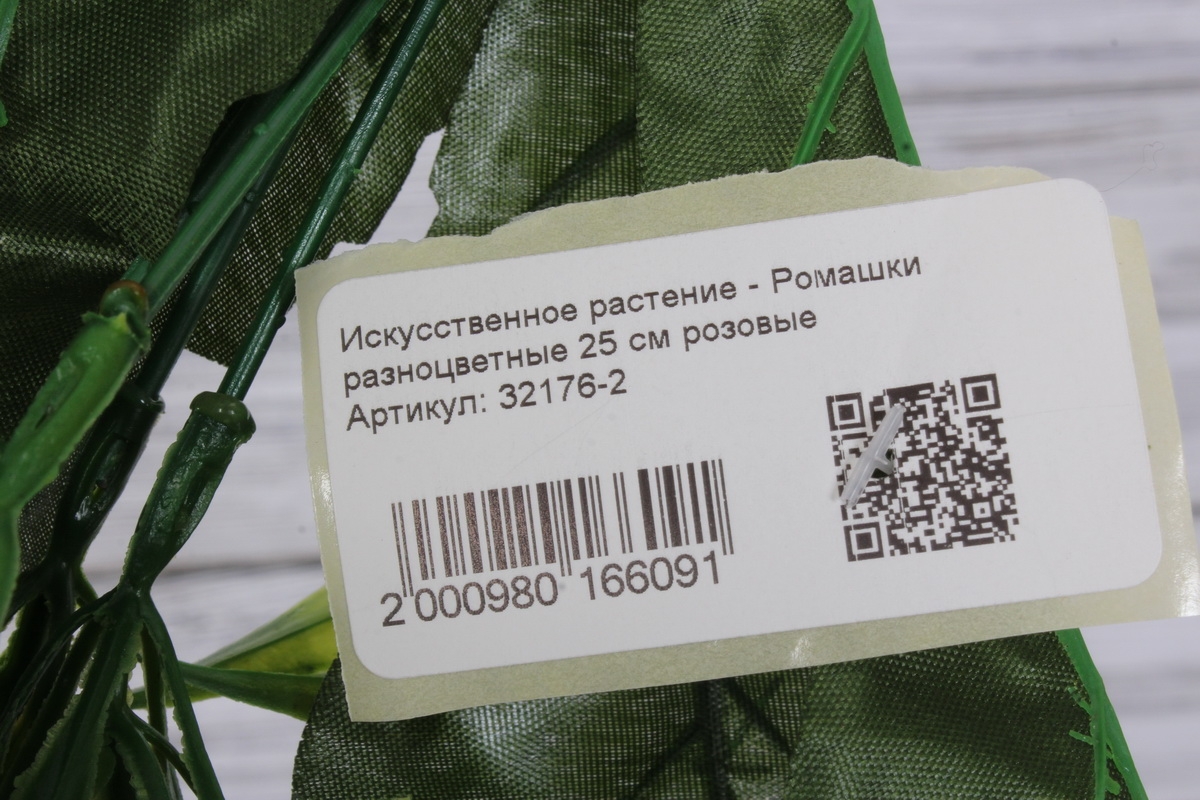 Искусственное растение - Ромашки
разноцветные 25 см розовые
Артикул: 32176-2
2 000980 166091